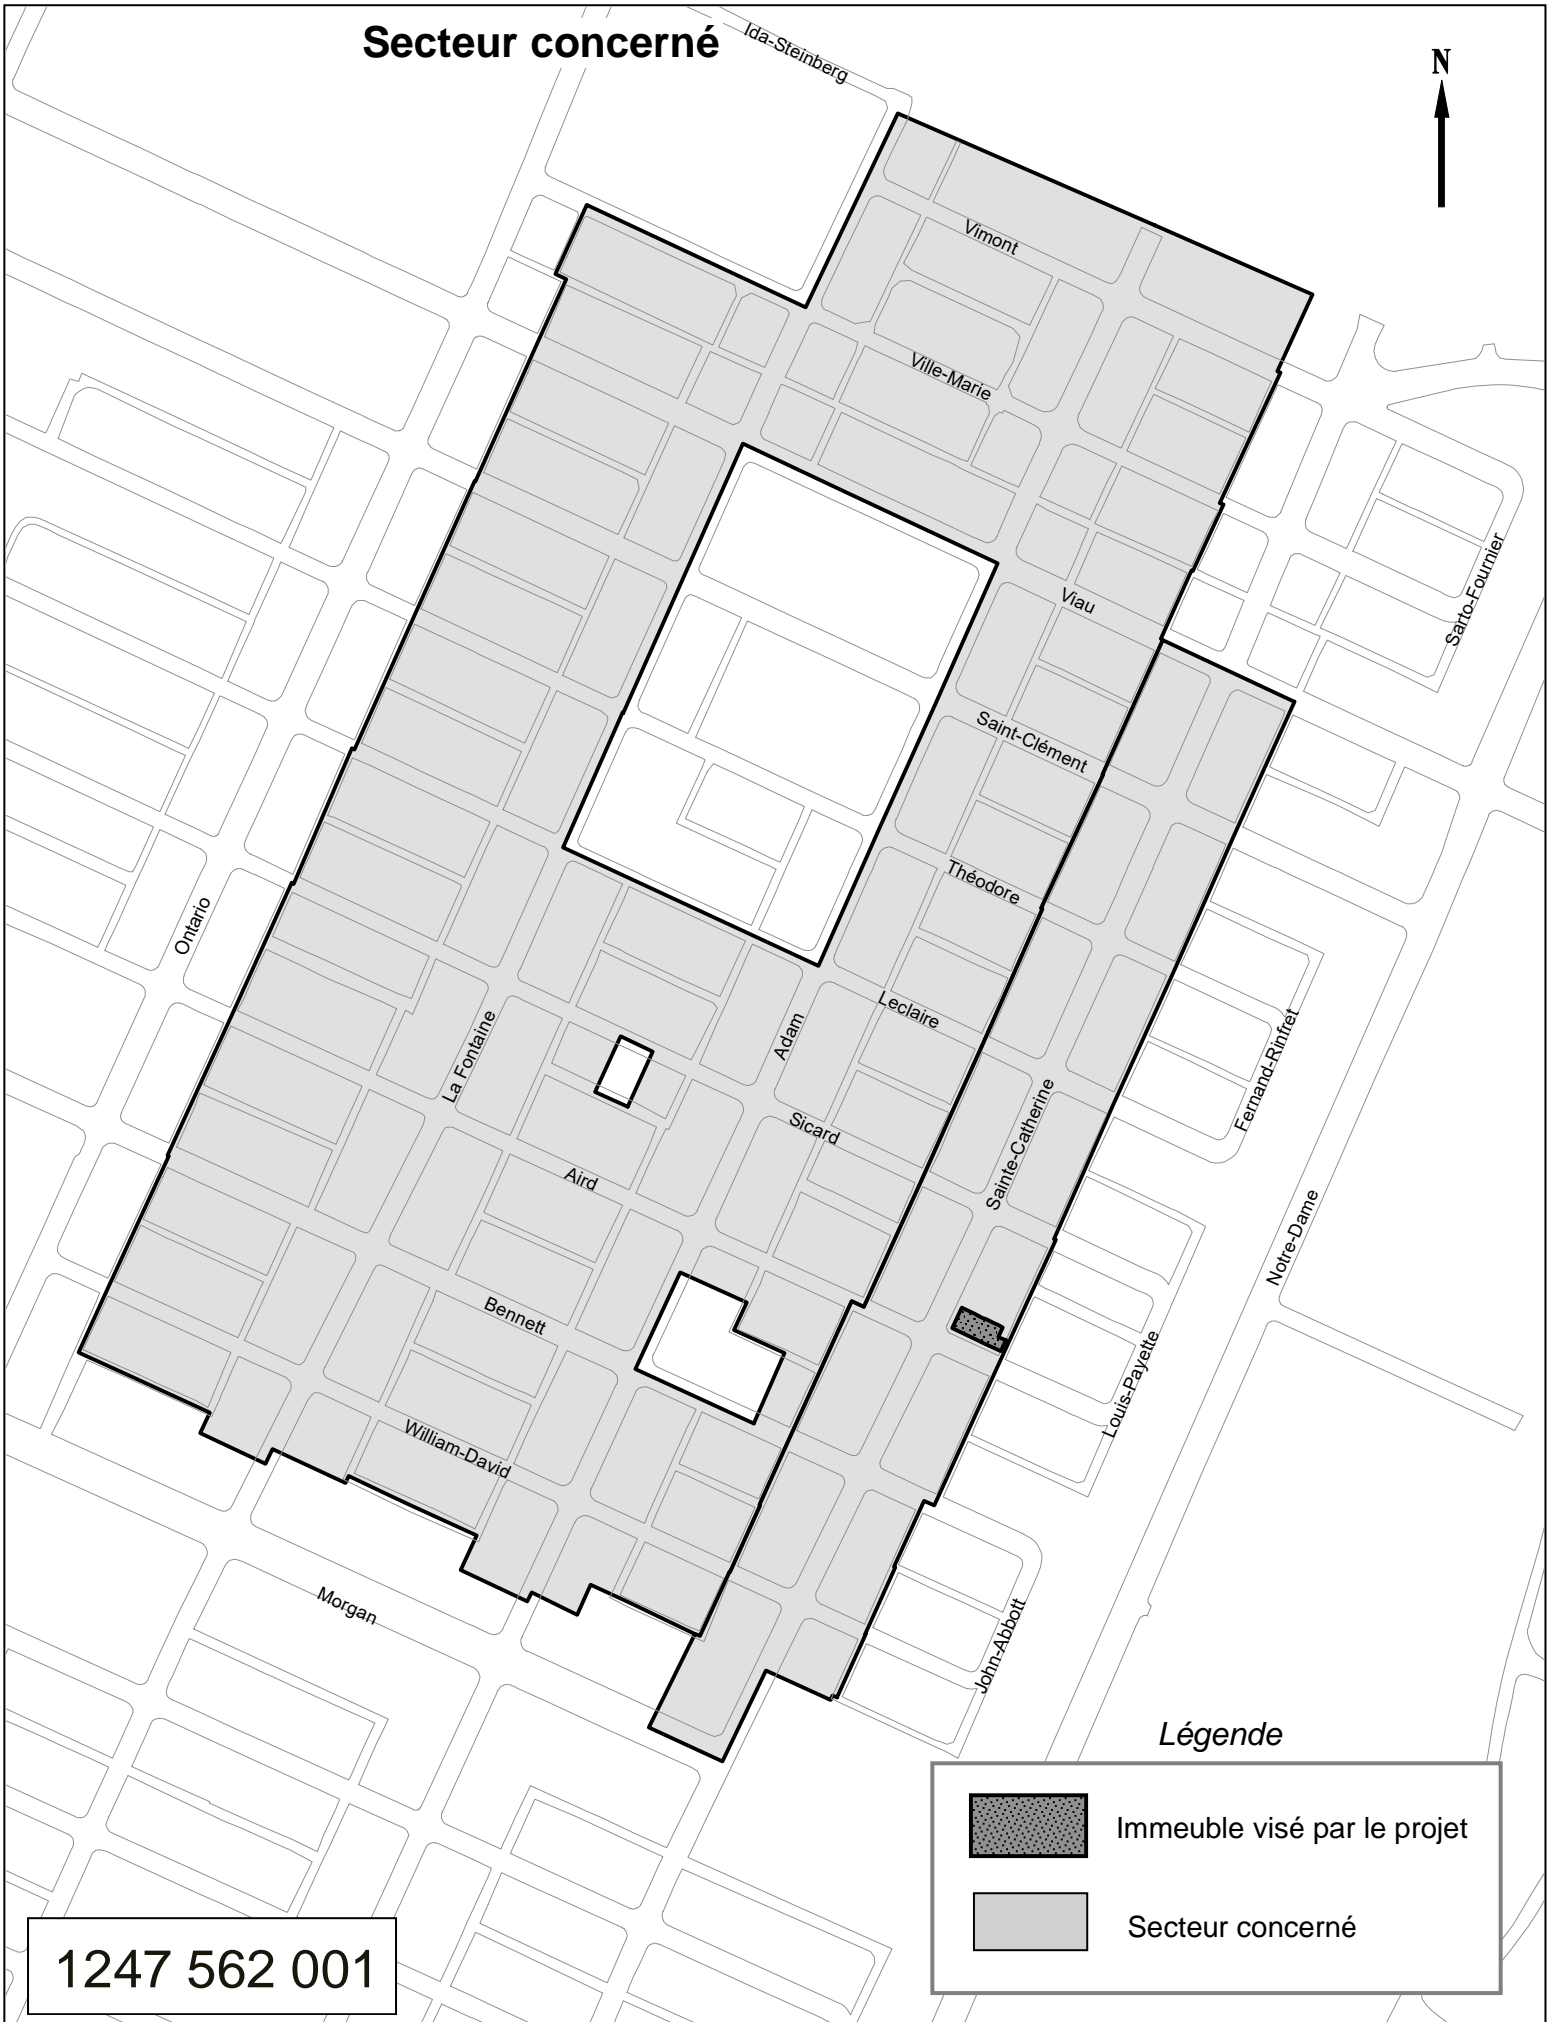 Secteur concerné
Ida-Steinberg
N
Vimont
Ville-Marie
Viau
Sarto-Fournier
Saint-Clément
Théodore
Ontario
Leclaire
Adam
La Fontaine
Fernand-Rinfret
Sicard
Sainte-Catherine
Aird
Notre-Dame
Bennett
Louis-Payette
William-David
Morgan
John-Abbott
Légende
Immeuble visé par le projet
Secteur concerné
1247 562 001